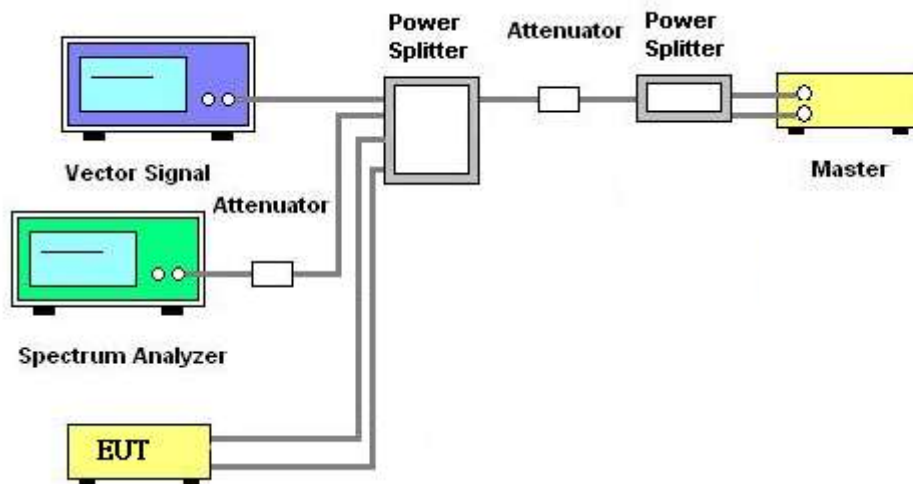 Power
Splitter
Attenuator
Power
Splitter
Vector Signal
Master
Attenuator
Spectrum Analyzer
EUT